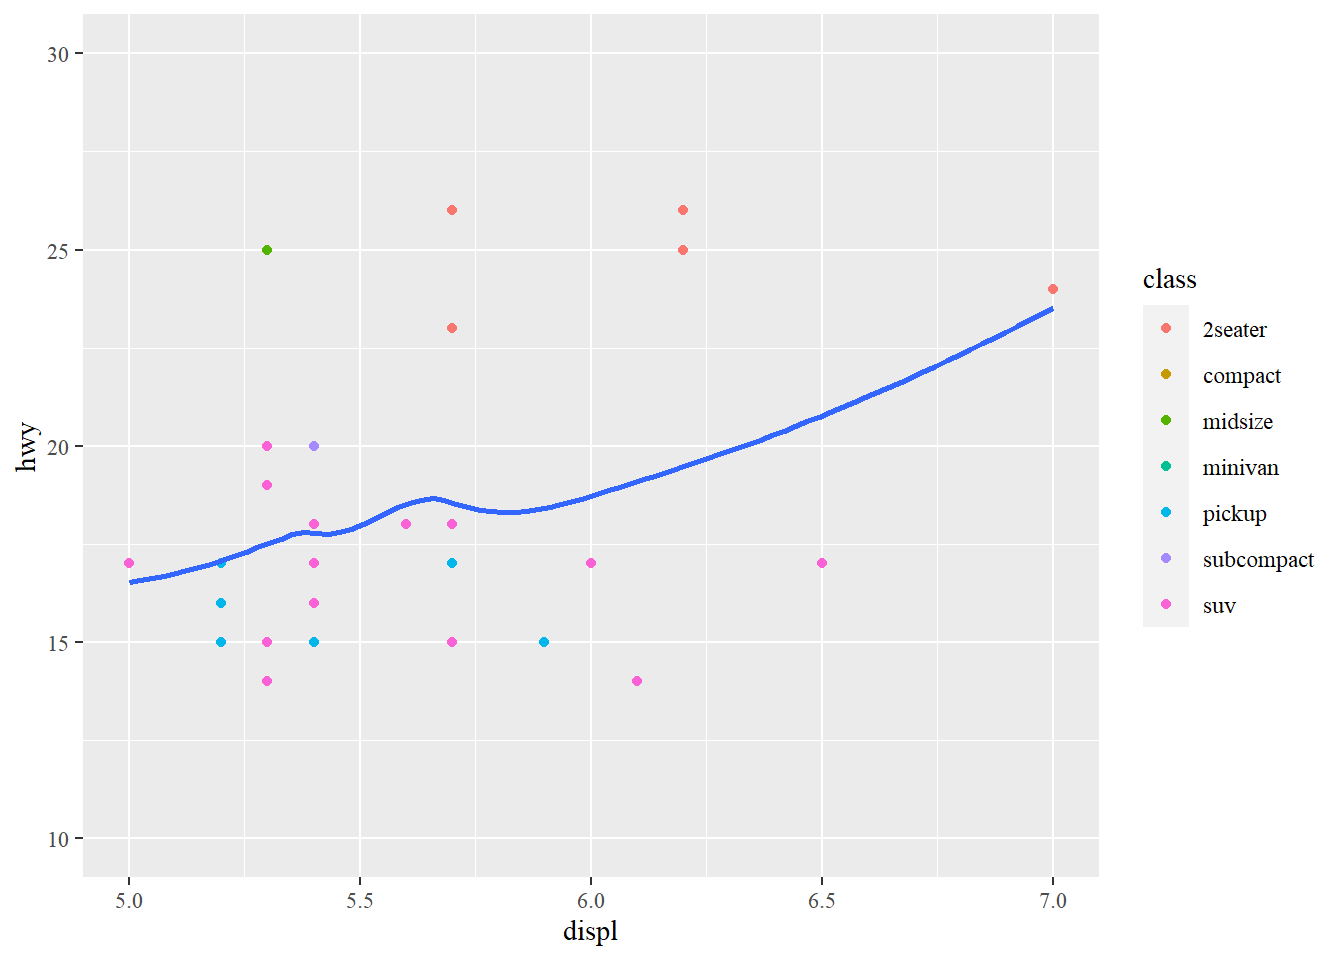 30
25
20
15
10
hwy
5.0
5.5
6.0
6.5
7.0
displ
class
2seater
compact
midsize
minivan
pickup
subcompact
suv